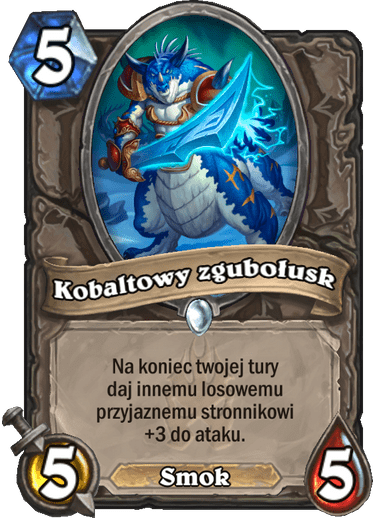 5
Kobaltowy zgubołusk
Na koniec twojej tury
daj innemu losowemu
przyjaznemu stronnikowi
+3 do ataku.
5
Smok
5